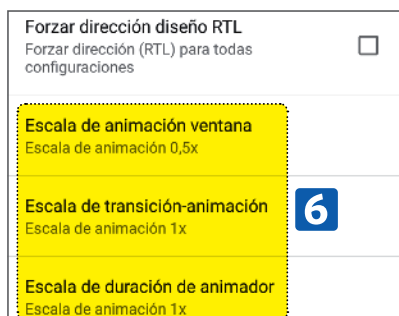 Forzar dirección diseño RTL
Forzar dirección (RTL) para todas
configuraciones
Escala de animación ventana
Escala de animación 0,5x
Escala de transición-animación
Escala de animación 1x
6
Escala de duración de animador
Escala de animación 1x